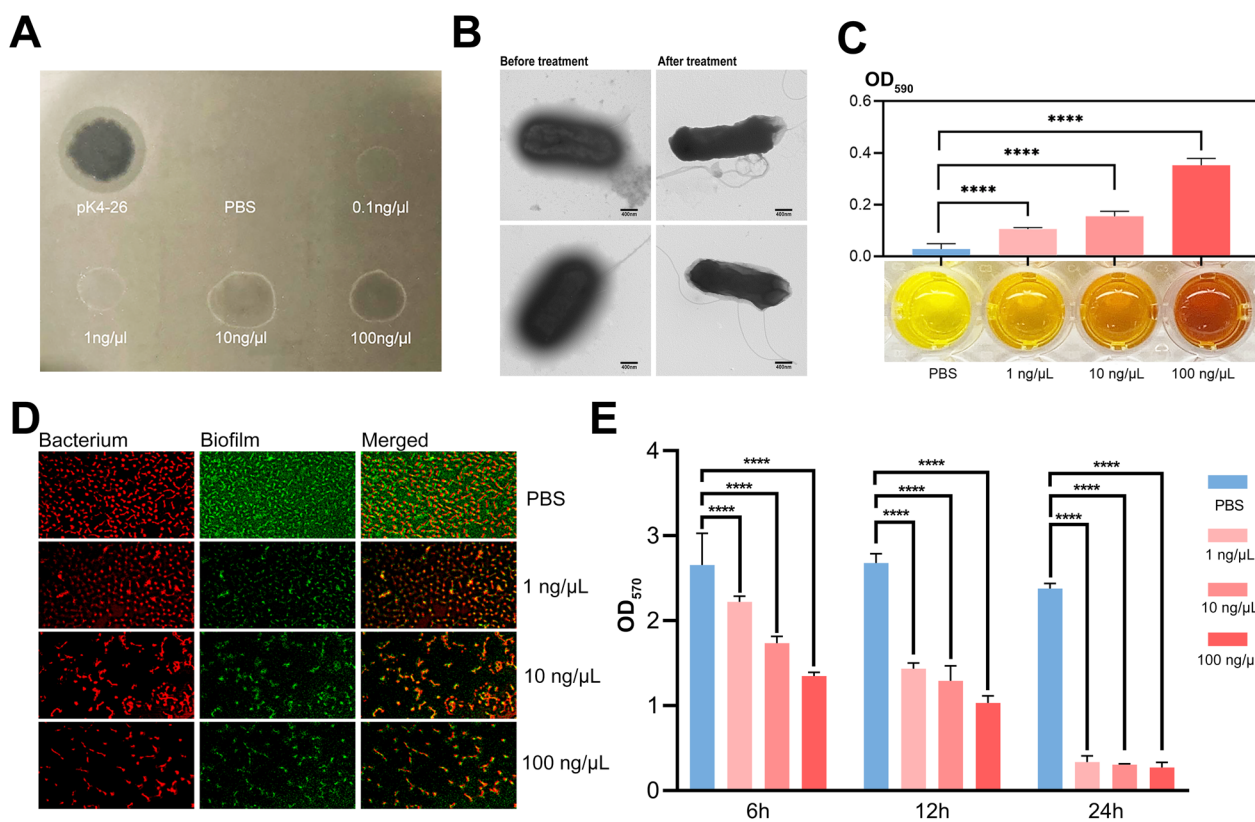 A
pK4-26
PBS
0.1ng/µl
1ng/µl
10ng/µl
100ng/µl
B
Before treatment
After treatment
400nm
400nm
400nm
400nm
C
OD590
0.6
0.4
0.2
0.0
****
****
****
PBS
1 ng/µL
10 ng/µL
100 ng/µL
D
Bacterium
Biofilm
Merged
PBS
1 ng/µL
10 ng/µL
100 ng/µL
E
OD570
4
3
2
1
0
****
****
****
****
****
****
****
****
****
6h
12h
24h
PBS
1 ng/µL
10 ng/µL
100 ng/µ